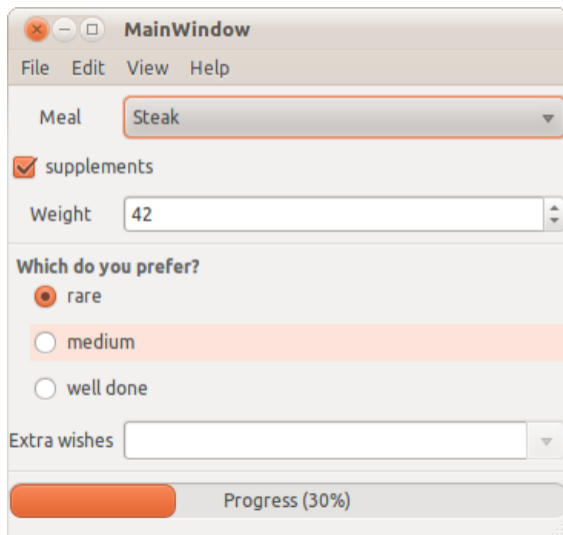 MainWindow
File Edit View Help
Meal Steak
supplements
Weight 42
Which do you prefer?
rare
medium
well done
Extra wishes
Progress (30%)